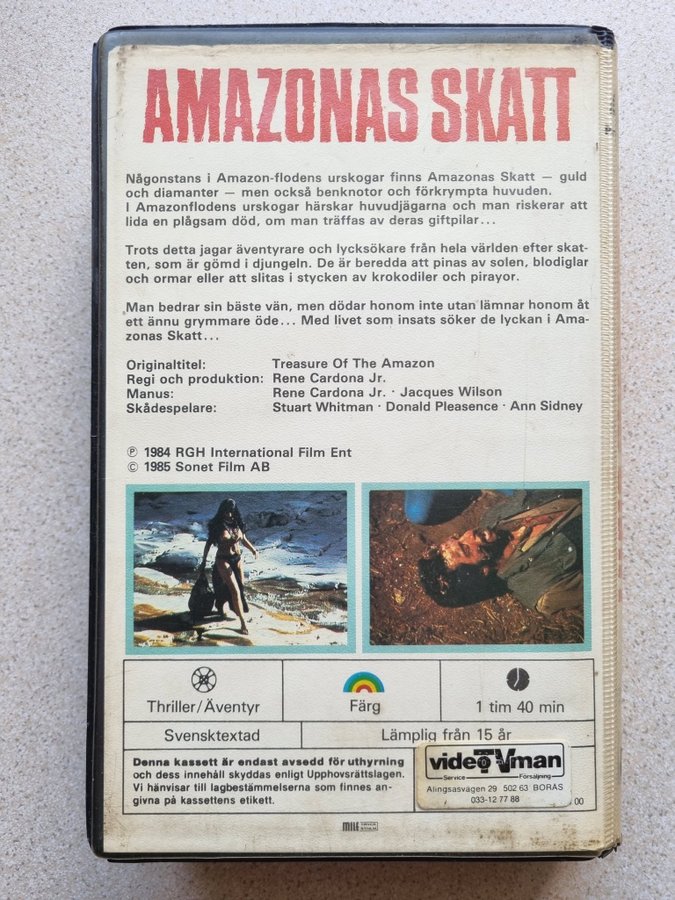 AMAZONAS SKATT
Någonstans i Amazon-flodens urskogar finns Amazonas Skatt — guld
och diamanter — men också benknotor och förkrympta huvuden.
I Amazonflodens urskogar härskar huvudjägarna och man riskerar att
lida en plågsam död, om man träffas av deras giftpilar...
Trots detta jagar äventyrare och lycksökare från hela världen efter skat-
ten, som är gömd i djungeln. De är beredda att pinas av solen, blodiglar
och ormar eller att slitas i stycken av krokodiler och pirayor.
Man bedrar sin bäste vän, men dödar honom inte utan lämnar honom åt
ett ännu grymmare öde... Med livet som insats söker de lyckan i Ama-
zonas Skatt...
Originaltitel: Treasure Of The Amazon
Regi och produktion: Rene Cardona Jr.
Manus: Rene Cardona Jr. · Jacques Wilson
Skådespelare: Stuart Whitman · Donald Pleasence · Ann Sidney
℗ 1984 RGH International Film Ent
© 1985 Sonet Film AB
Thriller/Äventyr Färg 1 tim 40 min
Svensktextad Lämplig från 15 år
Denna kassett är endast avsedd för uthyrning
och dess innehåll skyddas enligt Upphovsrättslagen.
Vi hänvisar till lagbestämmelserna som finnes an-
givna på kassettens etikett.
videoTVman
Service Försäljning
Alingsasvägen 29 502 63 BORÅS
033-12 77 88
00